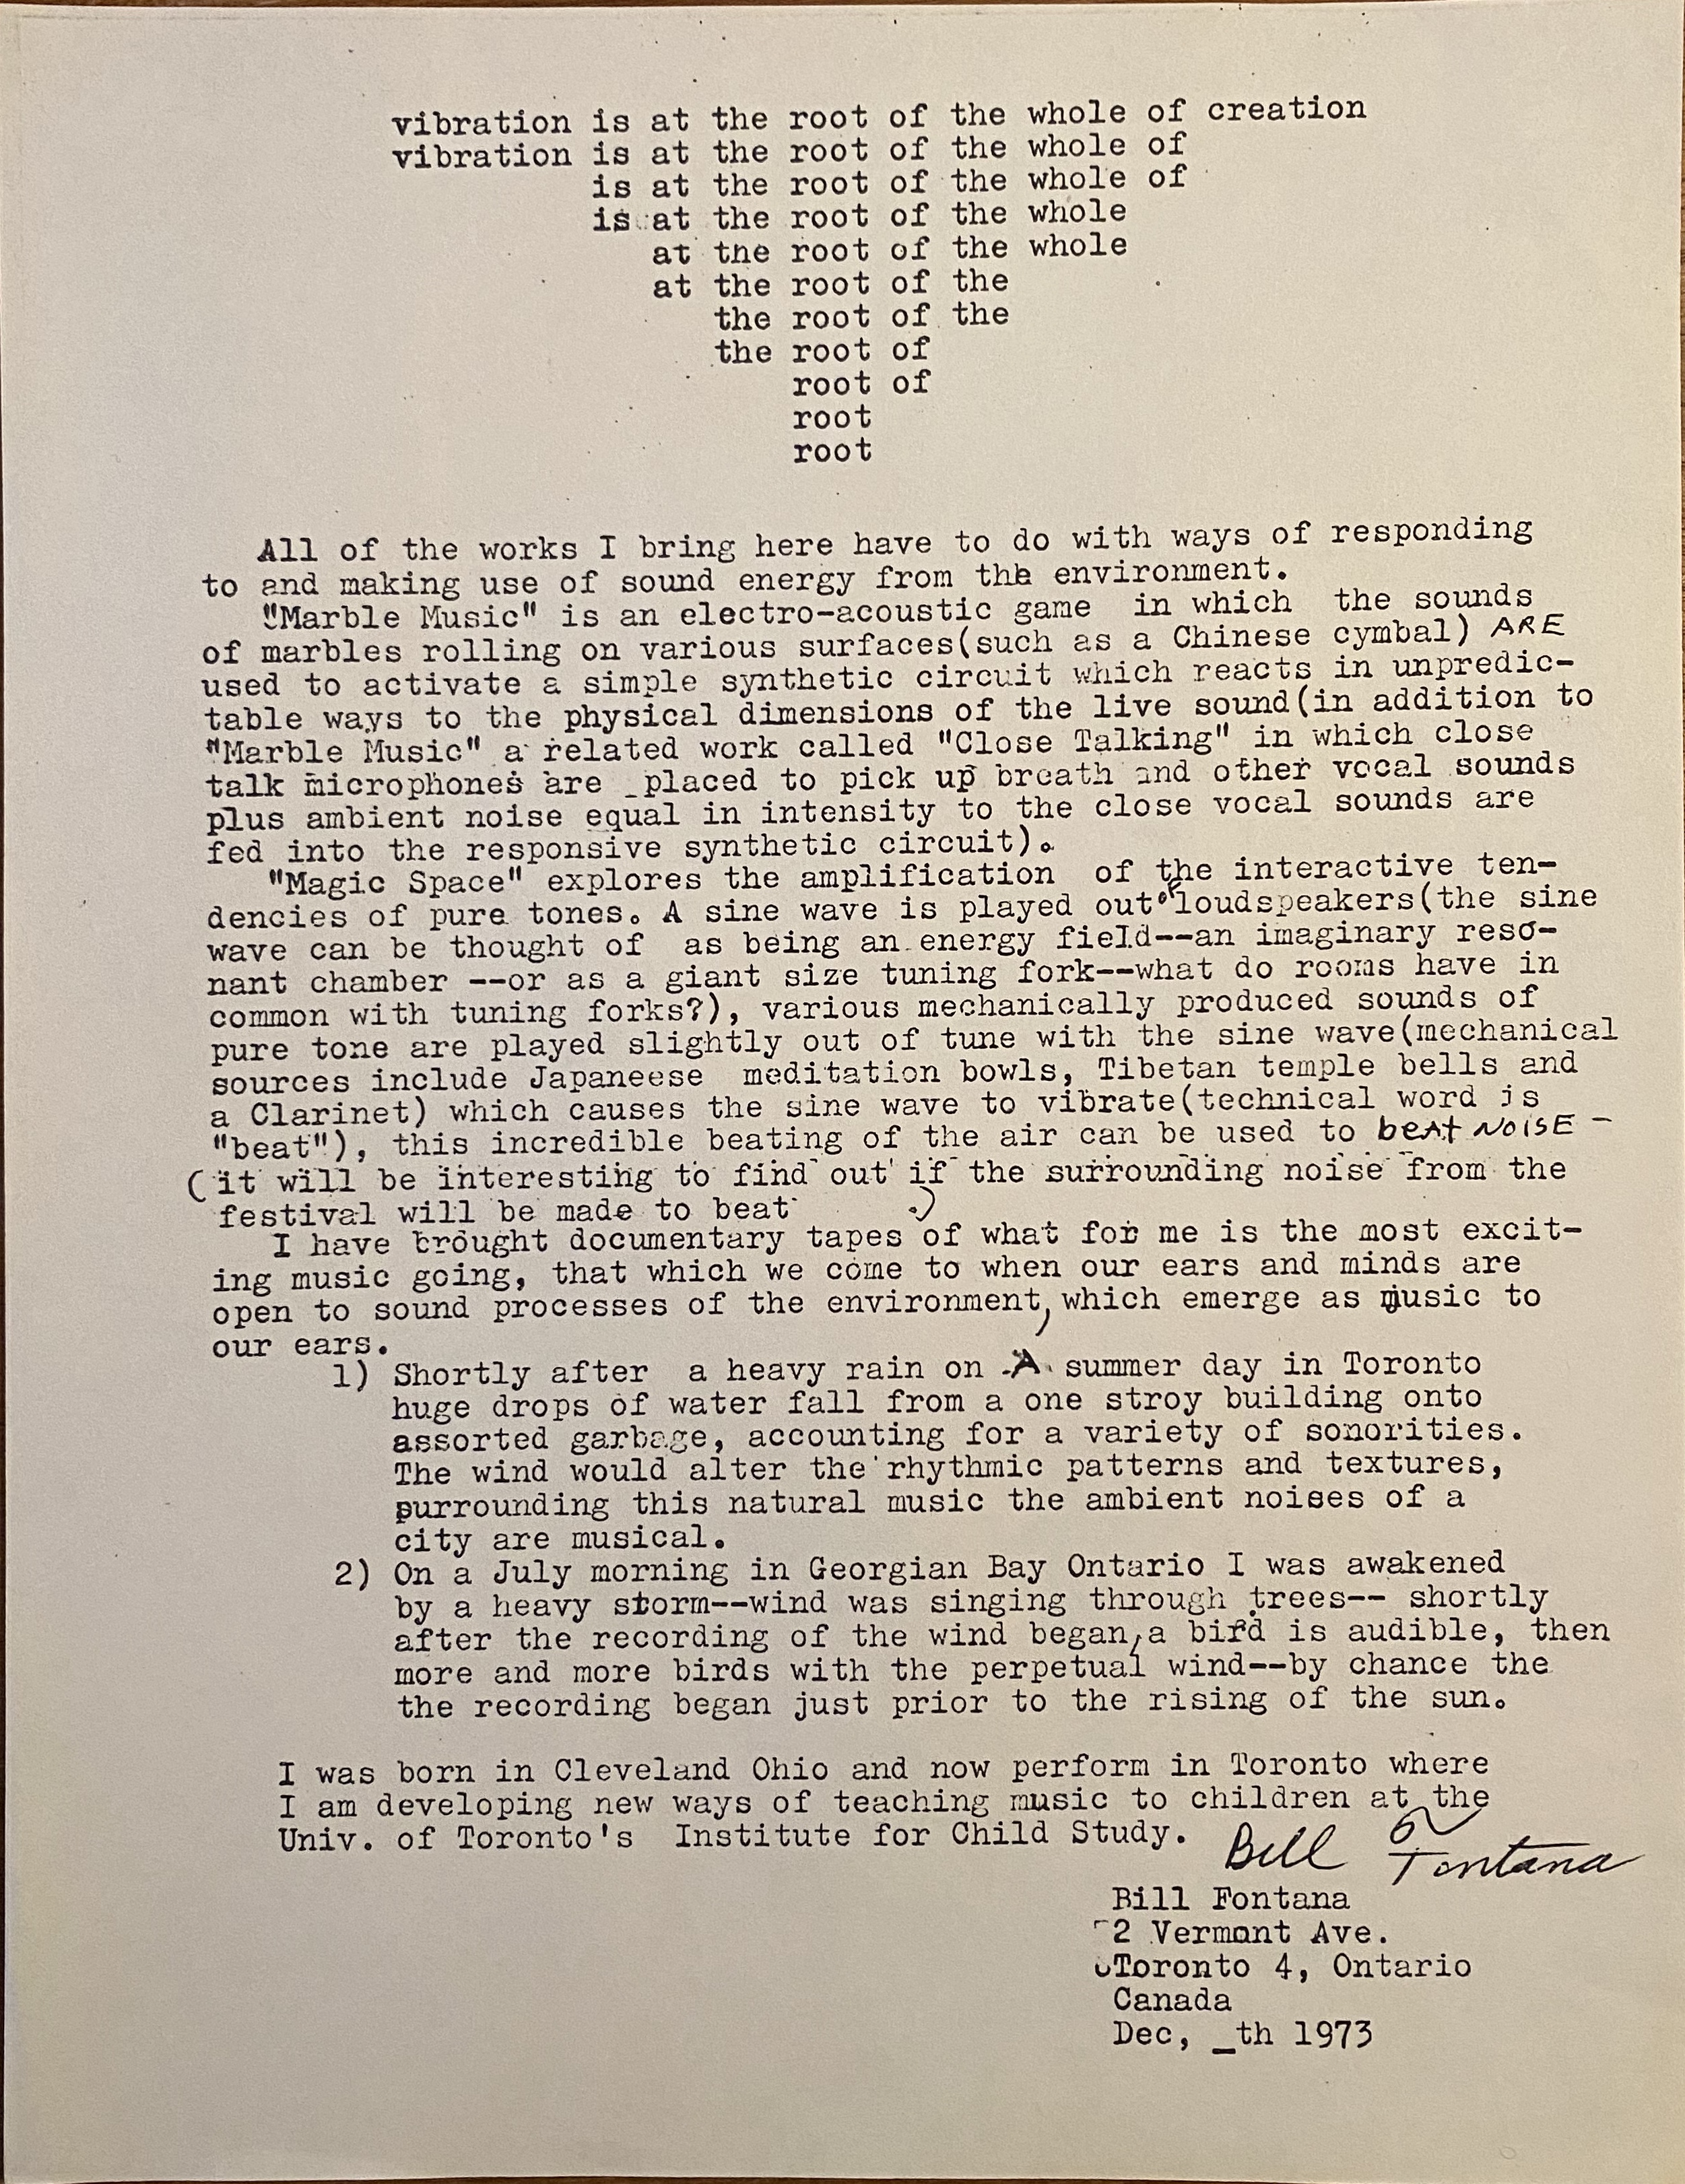 vibration is at the root of the whole of creation
vibration is at the root of the whole of
is at the root of the whole of
is at the root of the whole
at the root of the whole
at the root of the
the root of the
the root of
root of
root
root
All of the works I bring here have to do with ways of responding
to and making use of sound energy from the environment.
"Marble Music" is an electro-acoustic game in which the sounds
of marbles rolling on various surfaces(such as a Chinese cymbal) ARE
used to activate a simple synthetic circuit which reacts in unpredic-
table ways to the physical dimensions of the live sound(in addition to
"Marble Music" a related work called "Close Talking" in which close
talk microphones are placed to pick up breath and other vocal sounds
plus ambient noise equal in intensity to the close vocal sounds are
fed into the responsive synthetic circuit).
"Magic Space" explores the amplification of the interactive ten-
dencies of pure tones. A sine wave is played out of loudspeakers(the sine
wave can be thought of as being an energy field--an imaginary reso-
nant chamber --or as a giant size tuning fork--what do rooms have in
common with tuning forks?), various mechanically produced sounds of
pure tone are played slightly out of tune with the sine wave(mechanical
sources include Japaneese meditation bowls, Tibetan temple bells and
a Clarinet) which causes the sine wave to vibrate(technical word is
"beat"), this incredible beating of the air can be used to beAt NOISE -
(it will be interesting to find out if the surrounding noise from the
festival will be made to beat .)
I have brought documentary tapes of what for me is the most excit-
ing music going, that which we come to when our ears and minds are
open to sound processes of the environment, which emerge as music to
our ears.
1) Shortly after a heavy rain on A summer day in Toronto
huge drops of water fall from a one stroy building onto
assorted garbage, accounting for a variety of sonorities.
The wind would alter the rhythmic patterns and textures,
surrounding this natural music the ambient noises of a
city are musical.
2) On a July morning in Georgian Bay Ontario I was awakened
by a heavy storm--wind was singing through trees-- shortly
after the recording of the wind began, a bird is audible, then
more and more birds with the perpetual wind--by chance the
the recording began just prior to the rising of the sun.
I was born in Cleveland Ohio and now perform in Toronto where
I am developing new ways of teaching music to children at the
Univ. of Toronto's Institute for Child Study.
Bill Fontana
Bill Fontana
2 Vermont Ave.
Toronto 4, Ontario
Canada
Dec, _th 1973